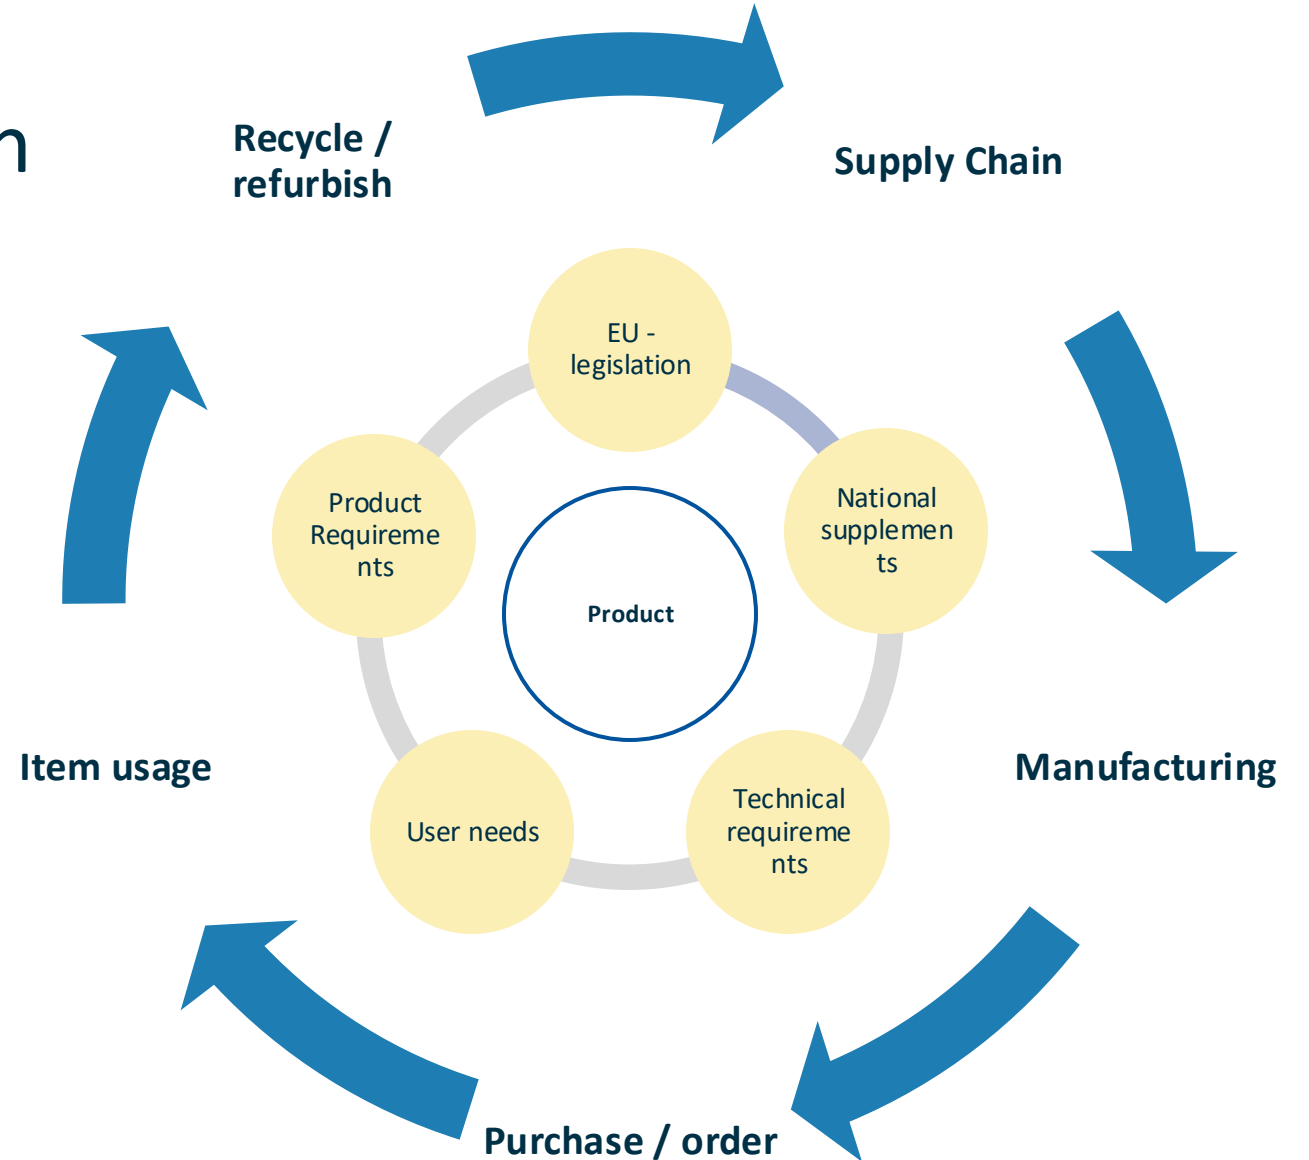 n
Recycle /
refurbish
Supply Chain
EU -
legislation
National
supplemen
ts
Product
Requireme
nts
Product
Item usage
Manufacturing
Technical
requireme
nts
User needs
Purchase / order